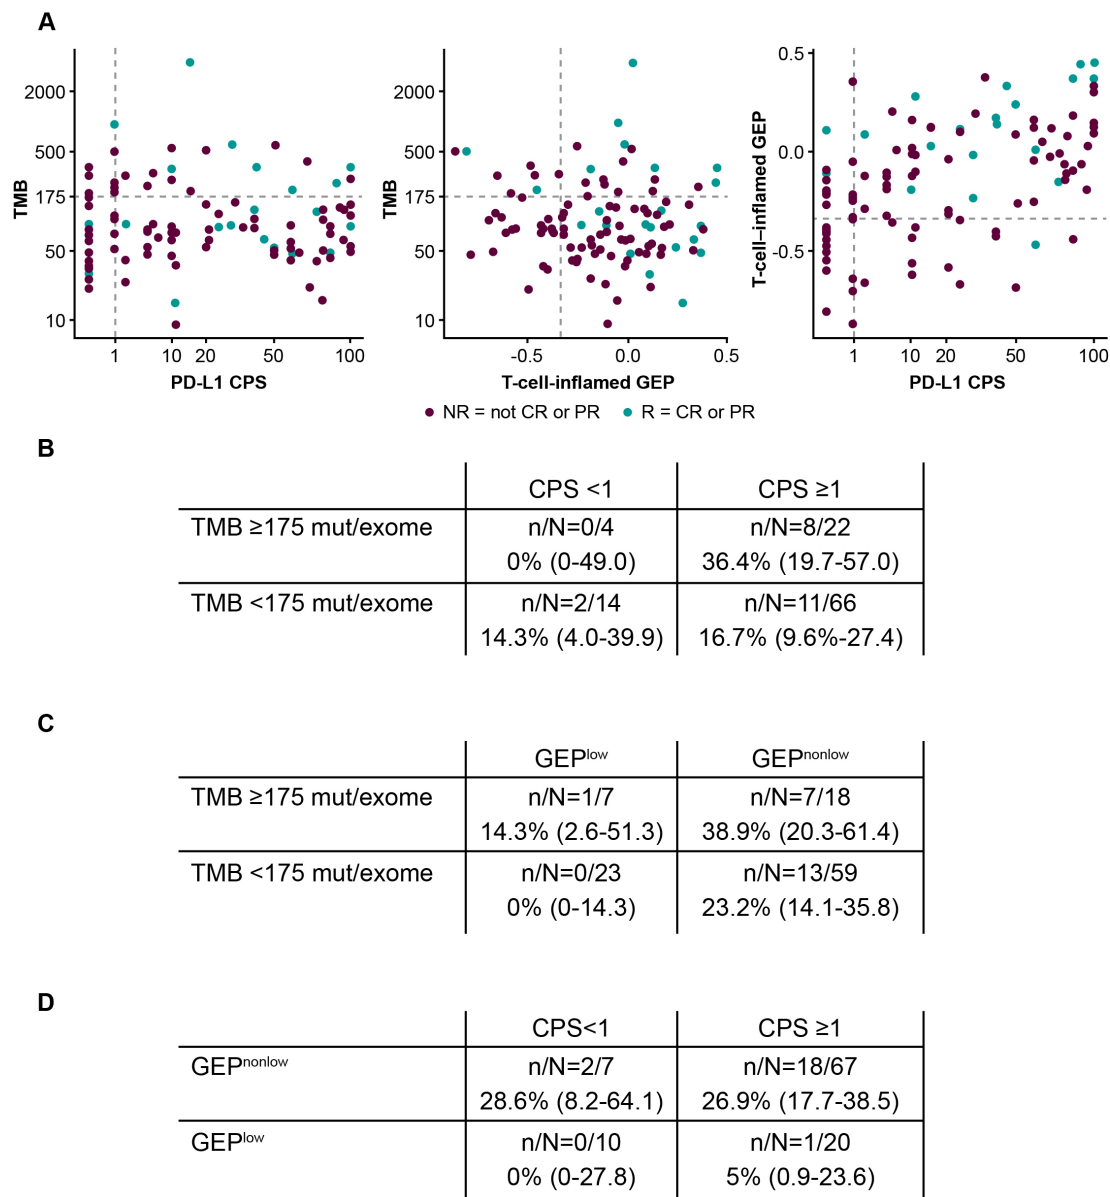 A
TMB
2000
500
175
50
10
1
10
20
50
100
PD-L1 CPS
TMB
2000
500
175
50
10
-0.5
0.0
0.5
T-cell-inflamed GEP
T-cell–inflamed GEP
0.5
0.0
-0.5
1
10
20
50
100
PD-L1 CPS
NR = not CR or PR
R = CR or PR
B
CPS <1
CPS ≥1
TMB ≥175 mut/exome
n/N=0/4
n/N=8/22
0% (0-49.0)
36.4% (19.7-57.0)
TMB <175 mut/exome
n/N=2/14
n/N=11/66
14.3% (4.0-39.9)
16.7% (9.6%-27.4)
C
GEPlow
GEPnonlow
TMB ≥175 mut/exome
n/N=1/7
n/N=7/18
14.3% (2.6-51.3)
38.9% (20.3-61.4)
TMB <175 mut/exome
n/N=0/23
n/N=13/59
0% (0-14.3)
23.2% (14.1-35.8)
D
CPS<1
CPS ≥1
GEPnonlow
n/N=2/7
n/N=18/67
28.6% (8.2-64.1)
26.9% (17.7-38.5)
GEPlow
n/N=0/10
n/N=1/20
0% (0-27.8)
5% (0.9-23.6)